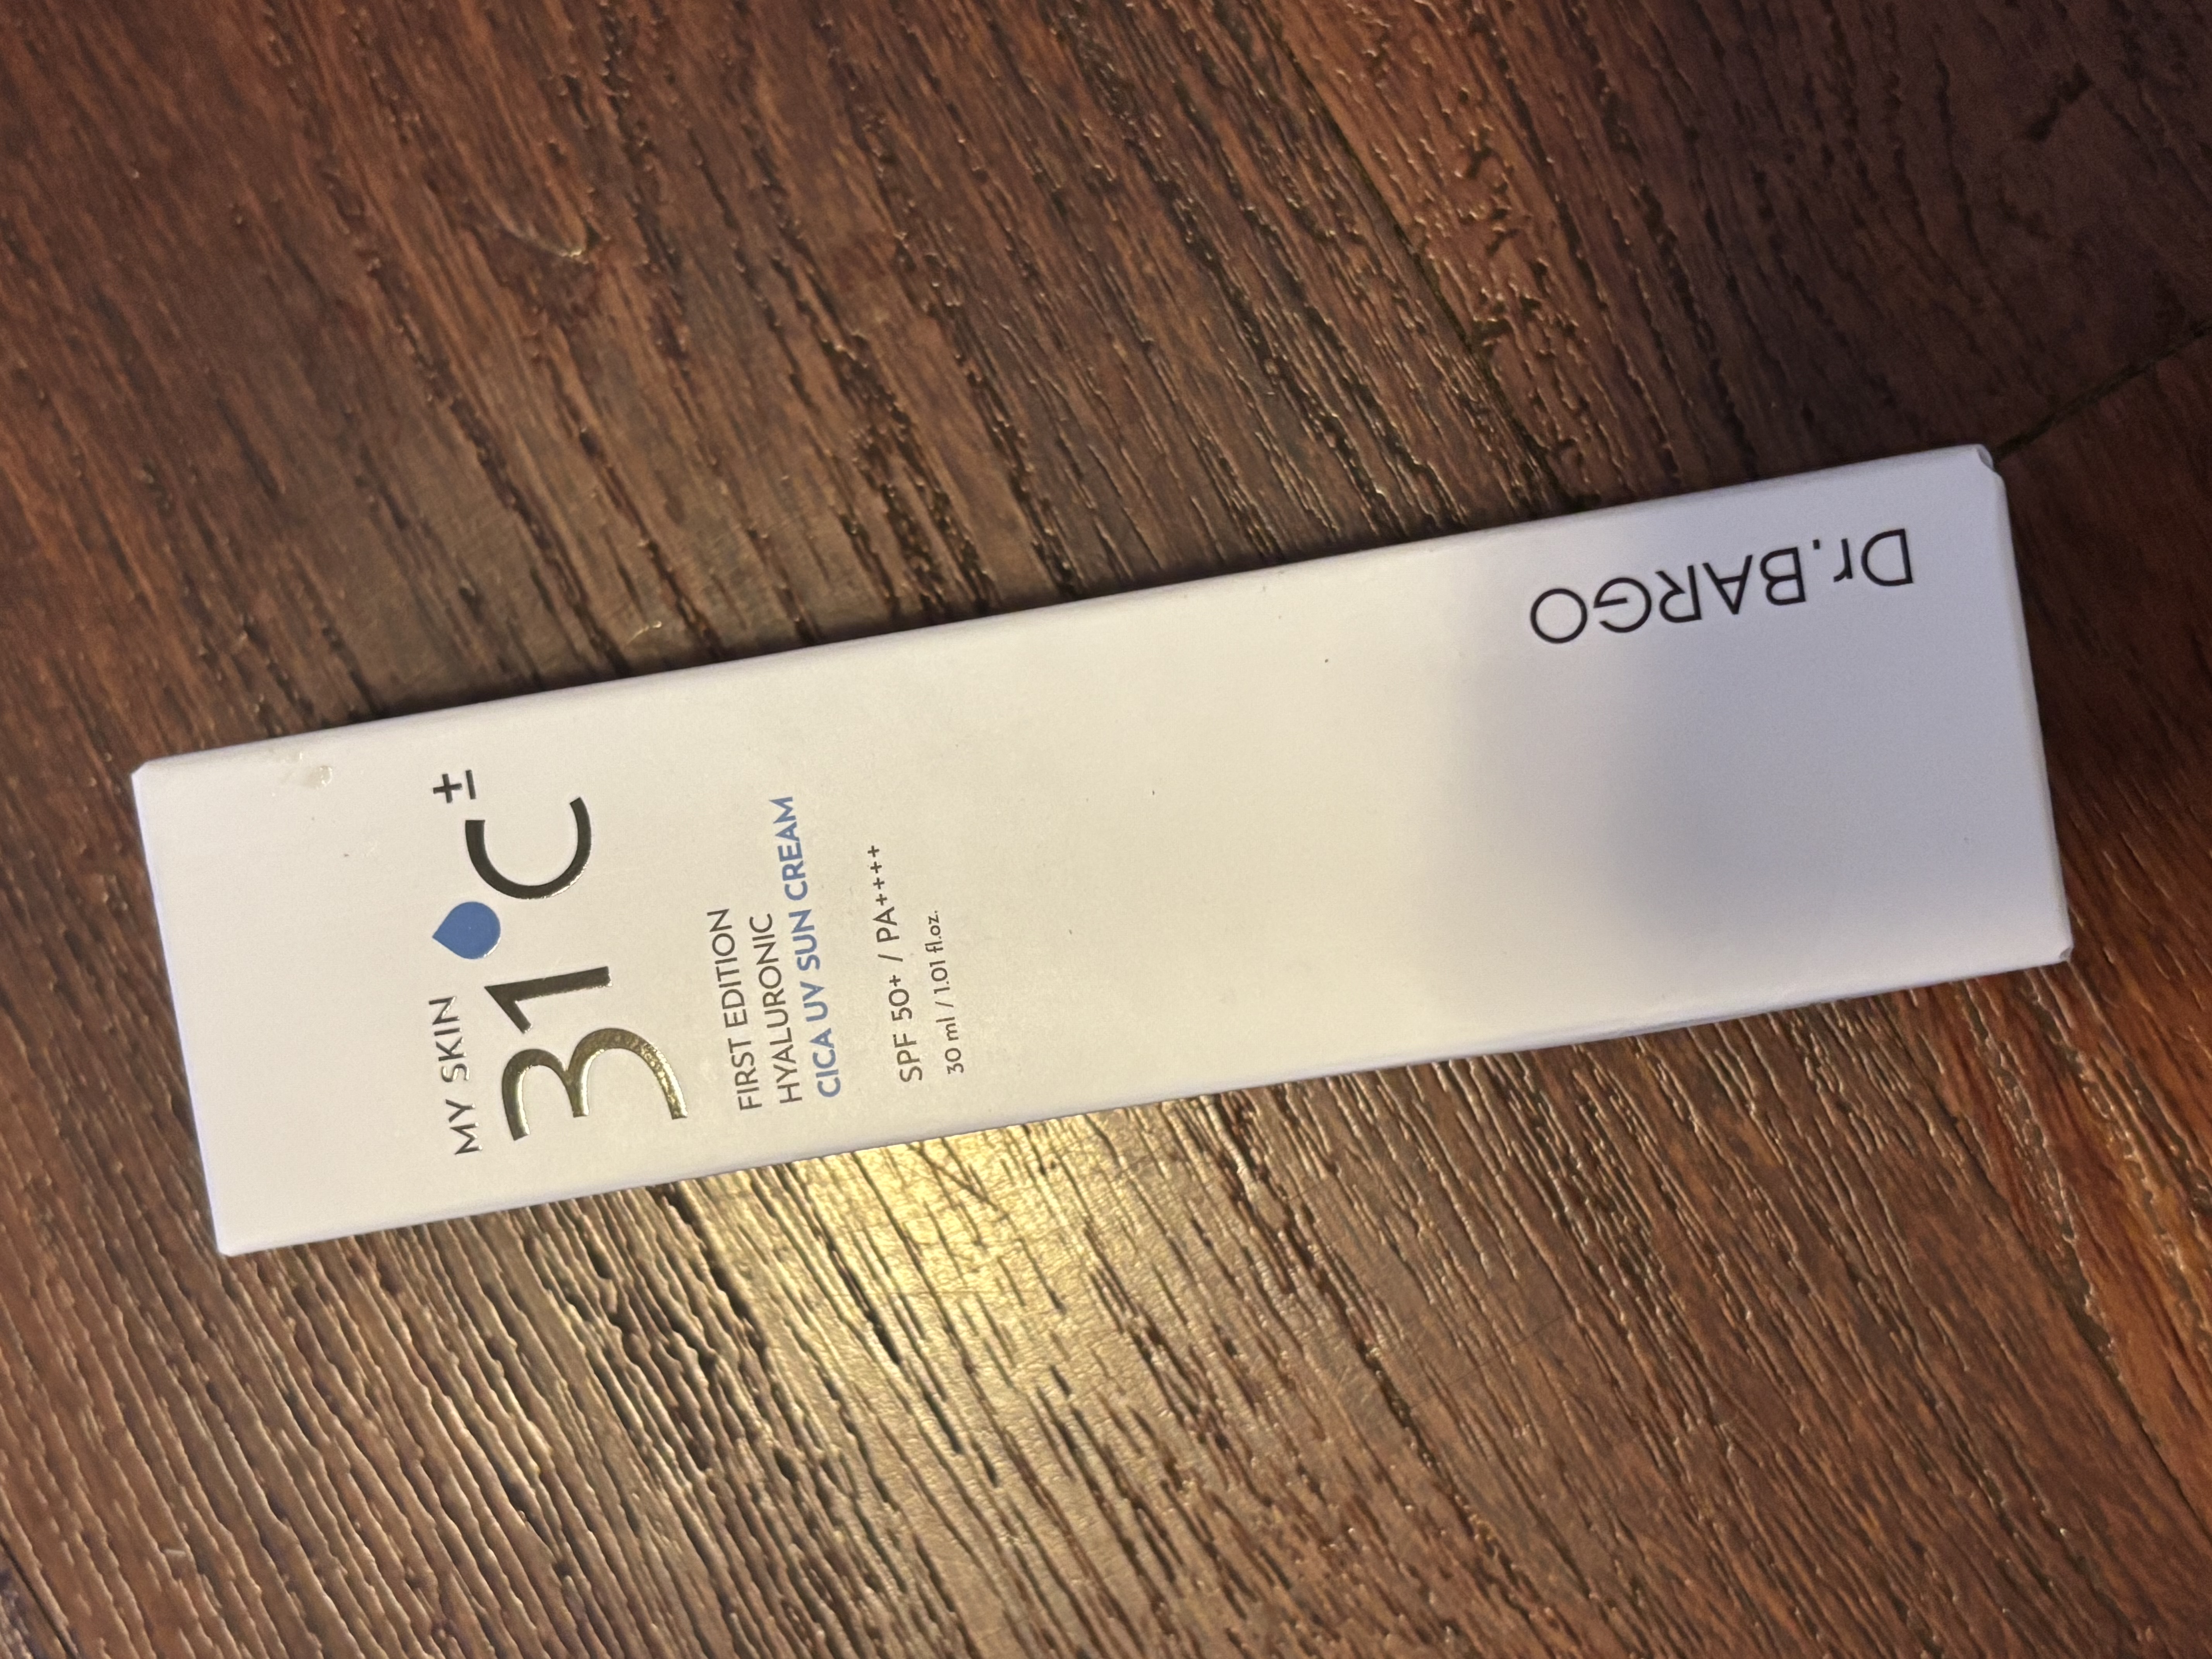 MY SKIN
31°C±
FIRST EDITION
HYALURONIC
CICA UV SUN CREAM
SPF 50+ / PA++++
30 ml / 1.01 fl.oz.
Dr.BARGO